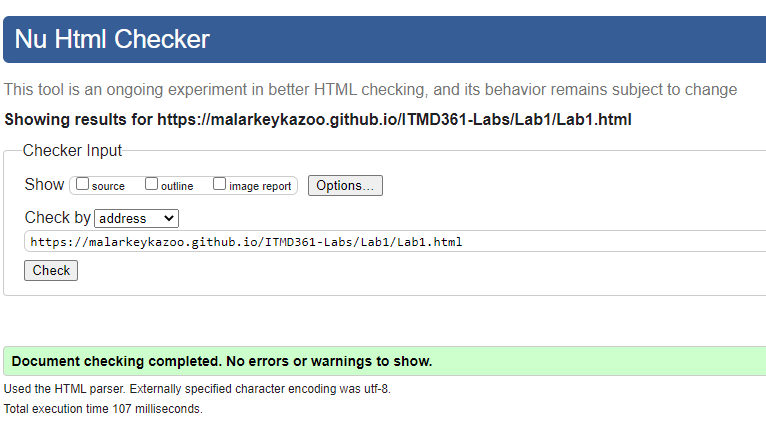 Nu Html Checker
This tool is an ongoing experiment in better HTML checking, and its behavior remains subject to change
Showing results for https://malarkeykazoo.github.io/ITMD361-Labs/Lab1/Lab1.html
Checker Input
Show source outline image report Options...
Check by address
https://malarkeykazoo.github.io/ITMD361-Labs/Lab1/Lab1.html
Check
Document checking completed. No errors or warnings to show.
Used the HTML parser. Externally specified character encoding was utf-8.
Total execution time 107 milliseconds.